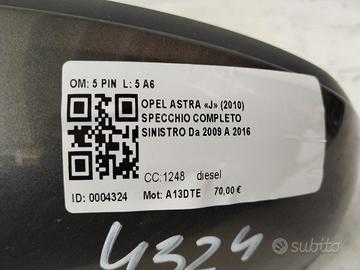 OM: 5 PIN L: 5 A6
OPEL ASTRA «J» (2010)
SPECCHIO COMPLETO
SINISTRO Da 2009 A 2016
CC:1248 diesel
ID: 0004324 Mot: A13DTE 70,00 €
4324
subito